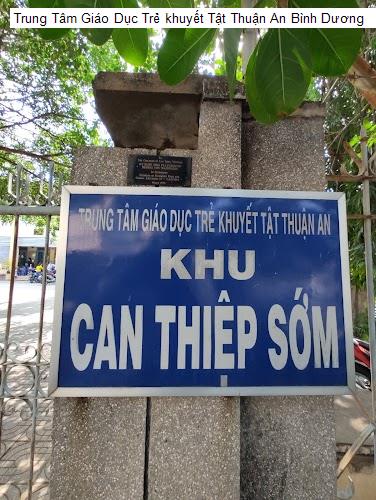 Trung Tâm Giáo Dục Trẻ khuyết Tật Thuận An Bình Dương
TRUNG TÂM GIÁO DỤC TRẺ KHUYẾT TẬT THUẬN AN
KHU
CAN THIỆP SỚM